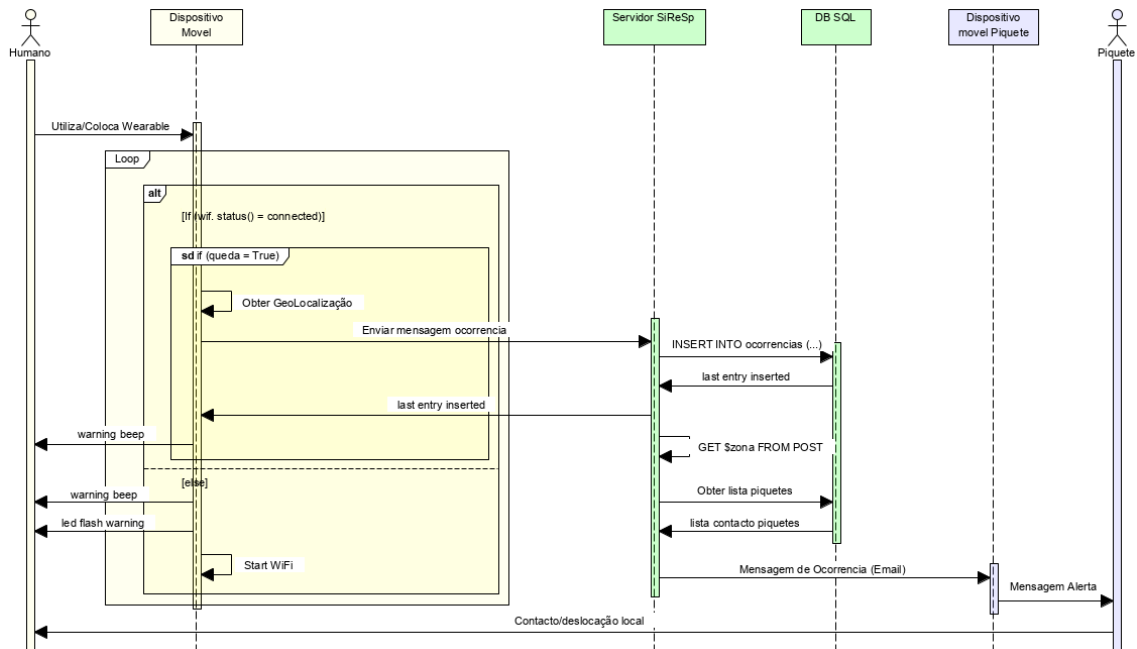 Humano
Dispositivo
Movel
Servidor SiReSp
DB SQL
Dispositivo
movel Piquete
Piquete
Utiliza/Coloca Wearable
Loop
alt
[If (wif. status() = connected)]
sd if (queda = True)
Obter GeoLocalização
Enviar mensagem ocorrencia
INSERT INTO ocorrencias (...)
last entry inserted
last entry inserted
warning beep
GET $zona FROM POST
[else]
warning beep
Obter lista piquetes
led flash warning
lista contacto piquetes
Start WiFi
Mensagem de Ocorrencia (Email)
Mensagem Alerta
Contacto/deslocação local